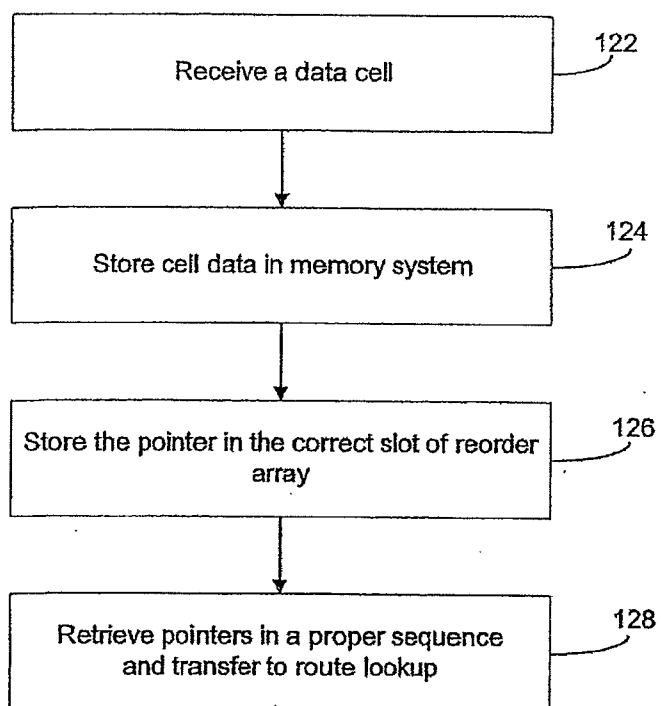 Receive a data cell
122
Store cell data in memory system
124
Store the pointer in the correct slot of reorder
array
126
Retrieve pointers in a proper sequence
and transfer to route lookup
128